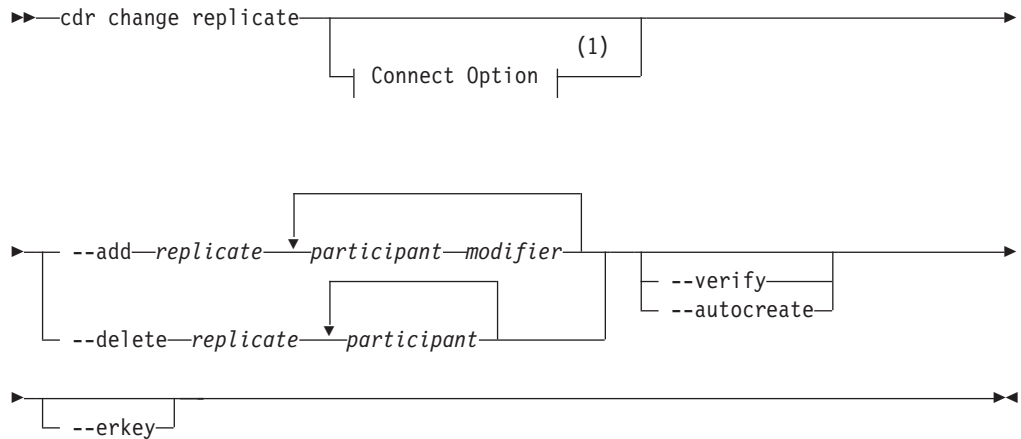 cdr change replicate
(1)
Connect Option
--add replicate participant modifier
--verify
--autocreate
--delete replicate participant
--erkey